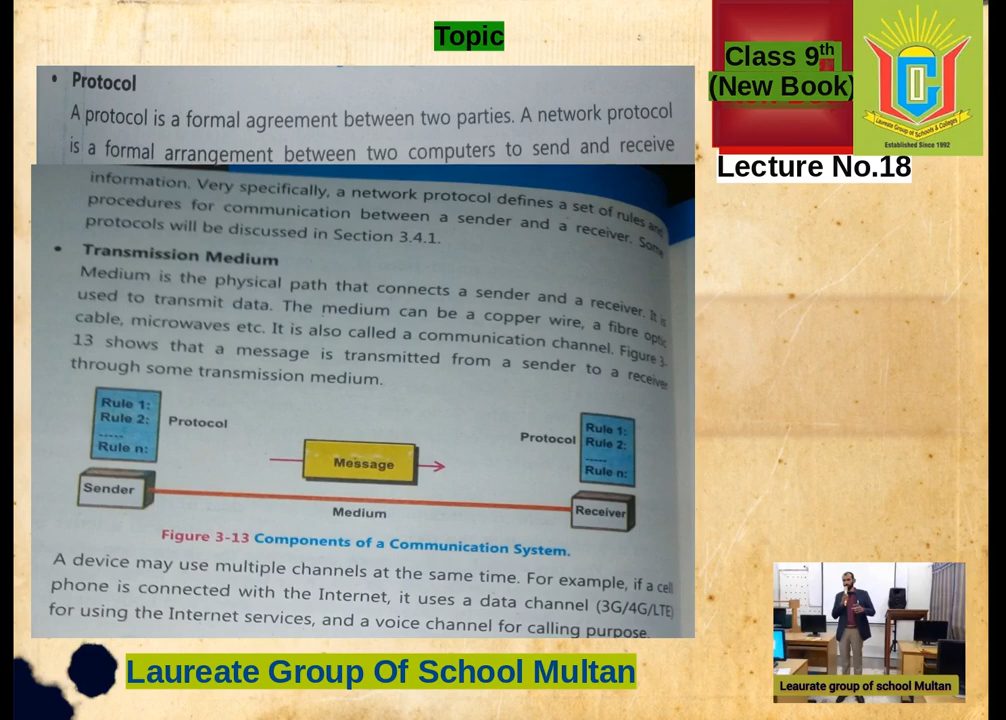 Topic
Class 9th
(New Book)
Laureate Group of Schools & Colleges
Established Since 1992
Lecture No.18
• Protocol
A protocol is a formal agreement between two parties. A network protocol
is a formal arrangement between two computers to send and receive
information. Very specifically, a network protocol defines a set of rules and
procedures for communication between a sender and a receiver. Some
protocols will be discussed in Section 3.4.1.
• Transmission Medium
Medium is the physical path that connects a sender and a receiver. It is
used to transmit data. The medium can be a copper wire, a fibre optic
cable, microwaves etc. It is also called a communication channel. Figure 3-
13 shows that a message is transmitted from a sender to a receiver
through some transmission medium.
Rule 1:
Rule 2:
-----
Rule n:
Protocol
Sender
Message
Medium
Protocol
Rule 1:
Rule 2:
-----
Rule n:
Receiver
Figure 3-13 Components of a Communication System.
A device may use multiple channels at the same time. For example, if a cell
phone is connected with the Internet, it uses a data channel (3G/4G/LTE)
for using the Internet services, and a voice channel for calling purpose.
Laureate Group Of School Multan
Leaurate group of school Multan